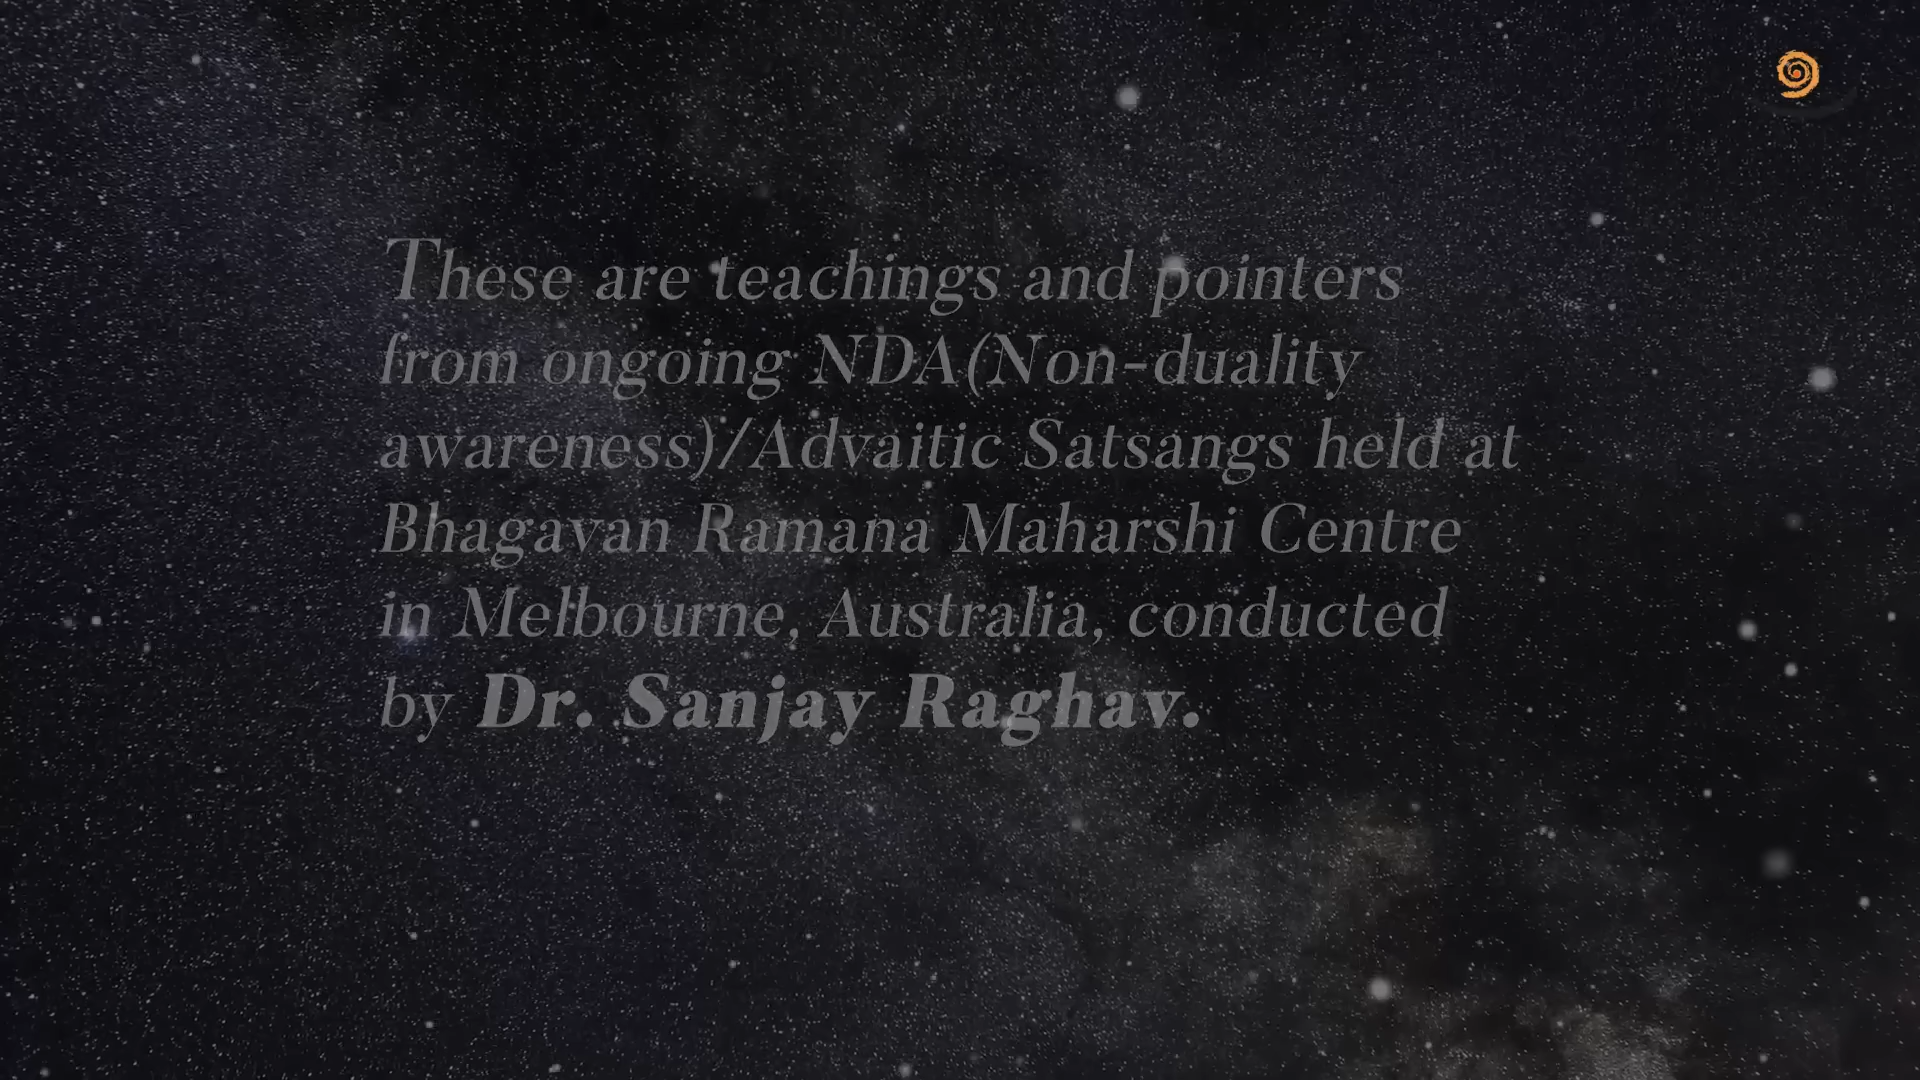 These are teachings and pointers
from ongoing NDA(Non-duality
awareness)/Advaitic Satsangs held at
Bhagavan Ramana Maharshi Centre
in Melbourne, Australia, conducted
by Dr. Sanjay Raghav.